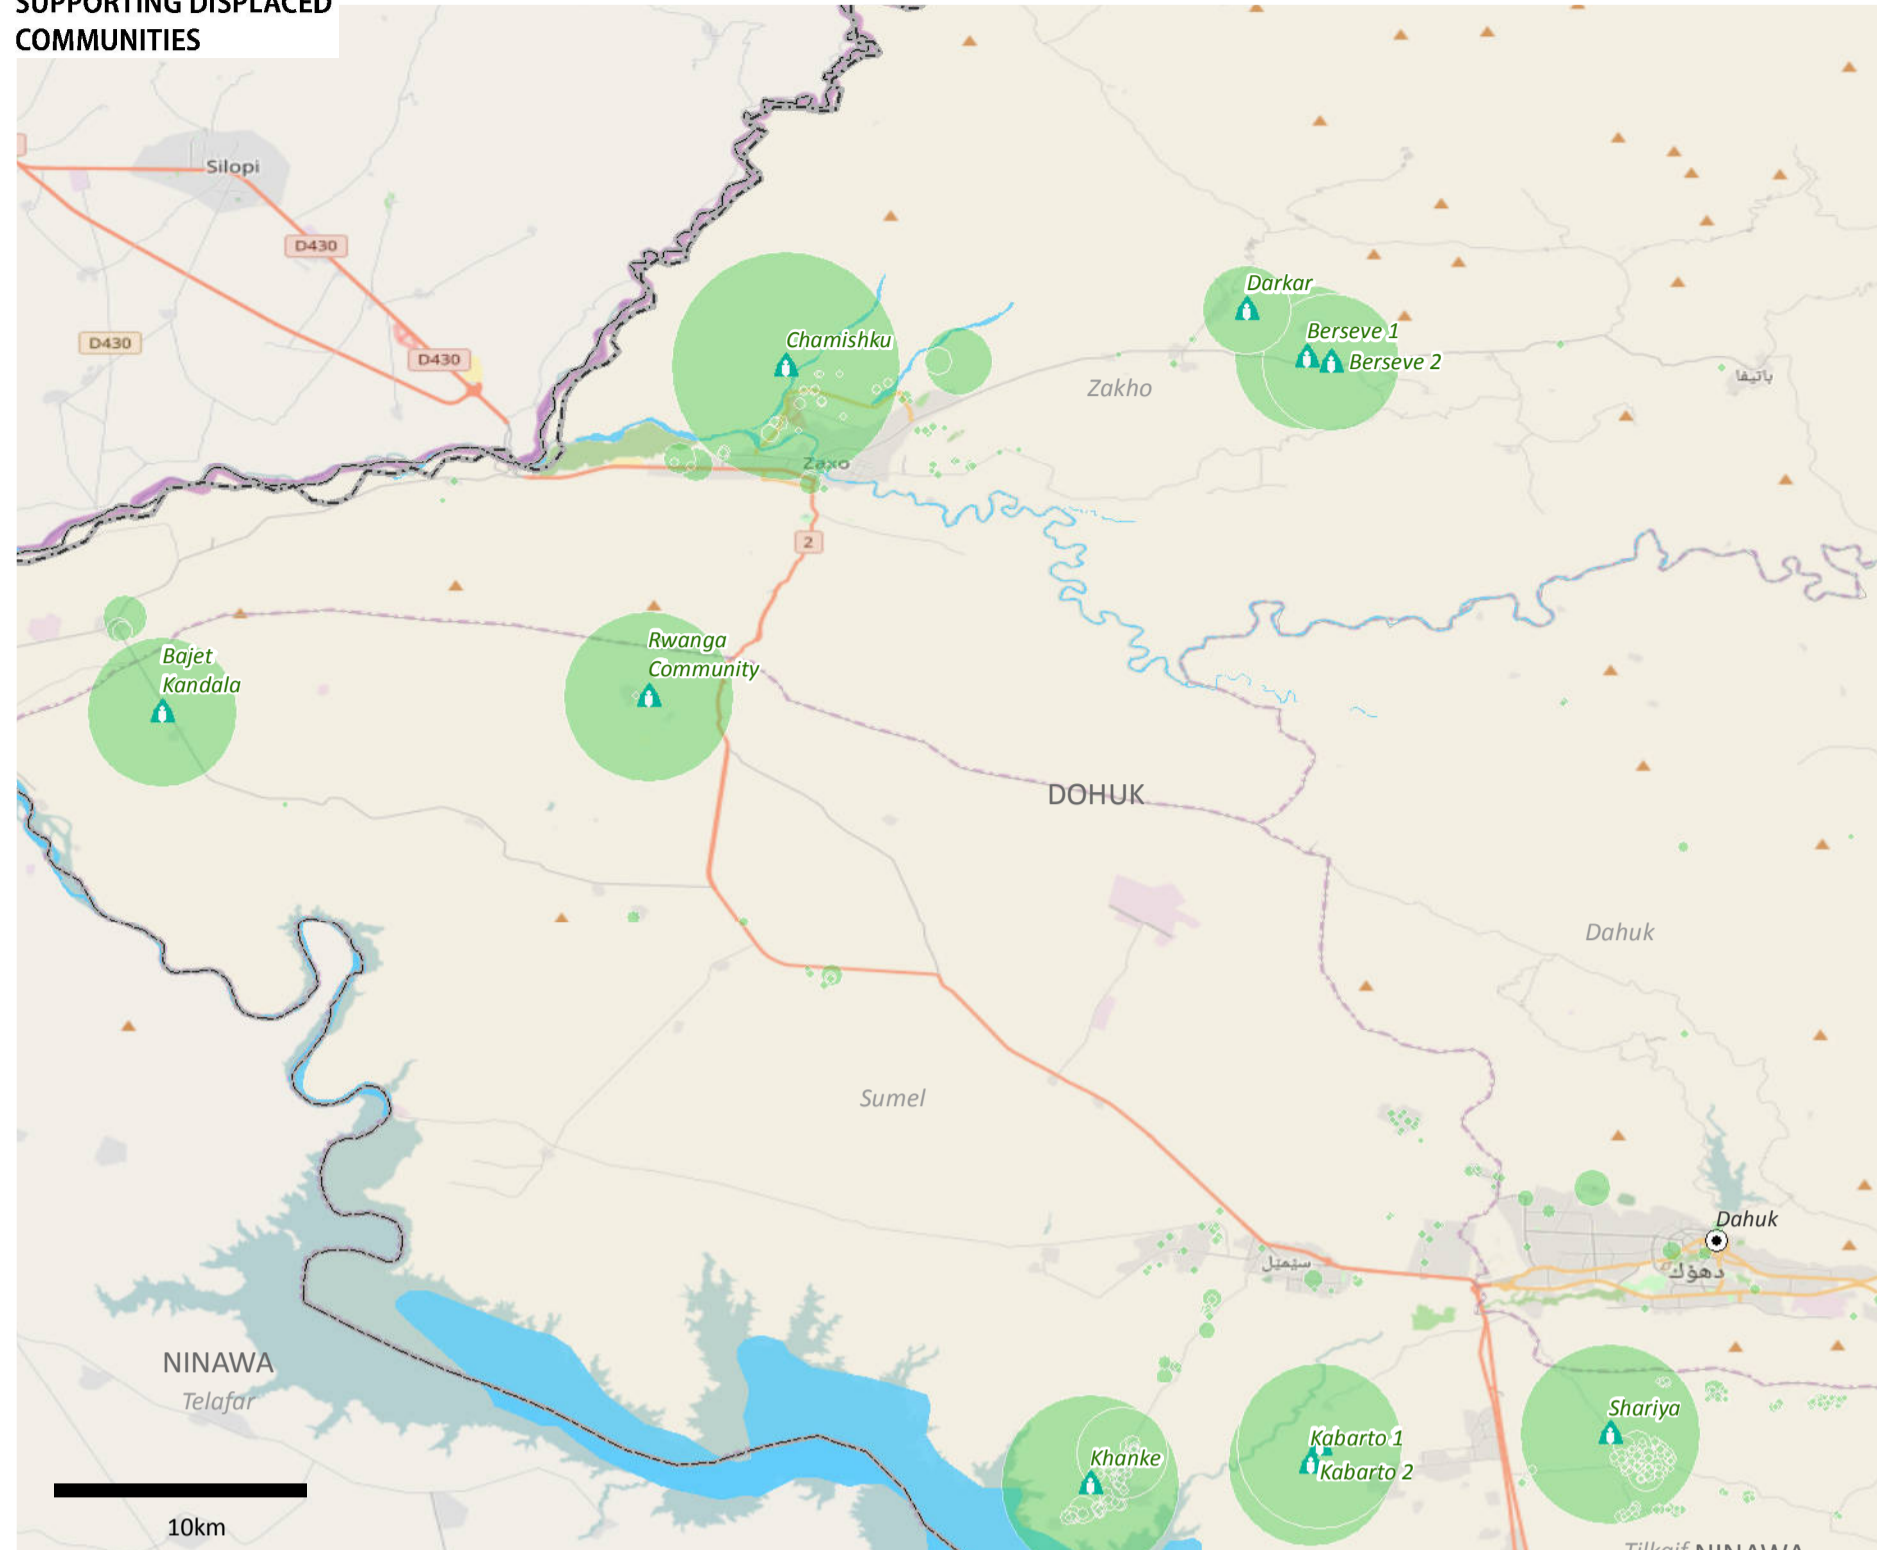 SUPPORTING DISPLACED
COMMUNITIES
Silopi
D430
D430
D430
Darkar
Chamishku
Berseve 1
Berseve 2
Zakho
باتيفا
Zaxo
2
Rwanga
Community
Bajet
Kandala
DOHUK
Dahuk
Sumel
Dahuk
سيميل
دهوك
NINAWA
Telafar
Shariya
Kabarto 1
Khanke
Kabarto 2
10km
Tilkaif NINAWA